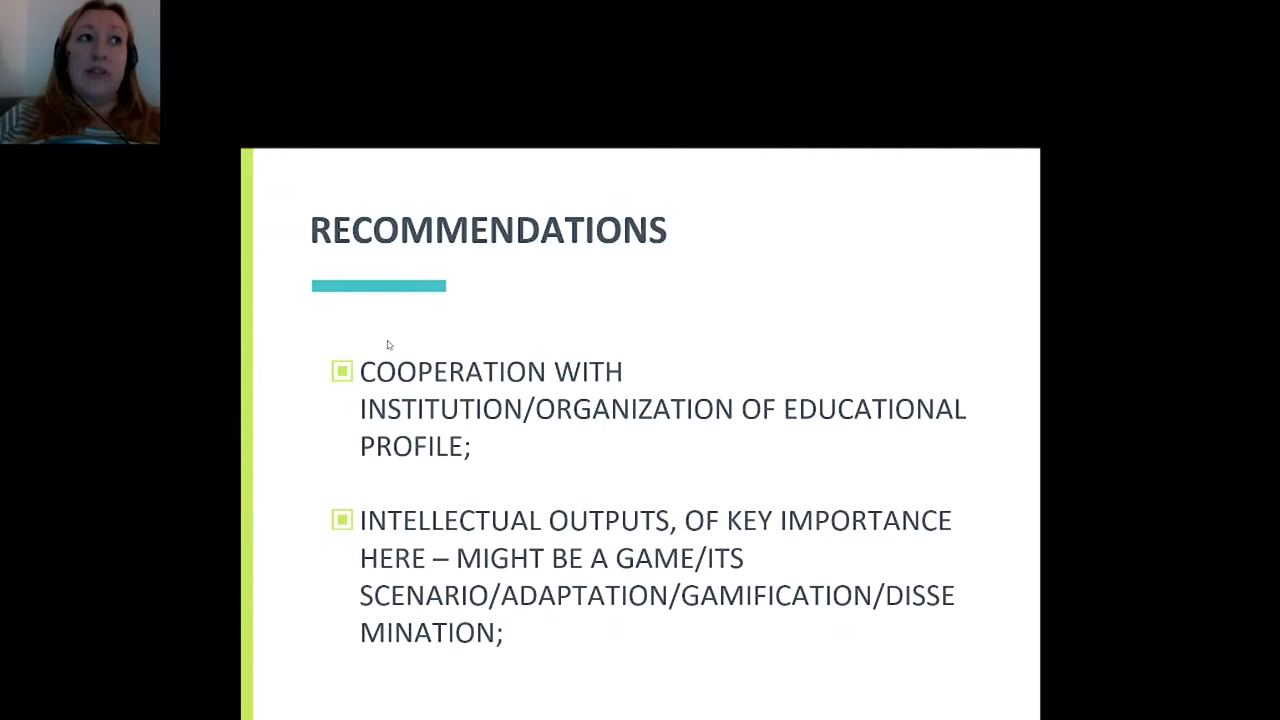 RECOMMENDATIONS
COOPERATION WITH
INSTITUTION/ORGANIZATION OF EDUCATIONAL
PROFILE;
INTELLECTUAL OUTPUTS, OF KEY IMPORTANCE
HERE – MIGHT BE A GAME/ITS
SCENARIO/ADAPTATION/GAMIFICATION/DISSE
MINATION;